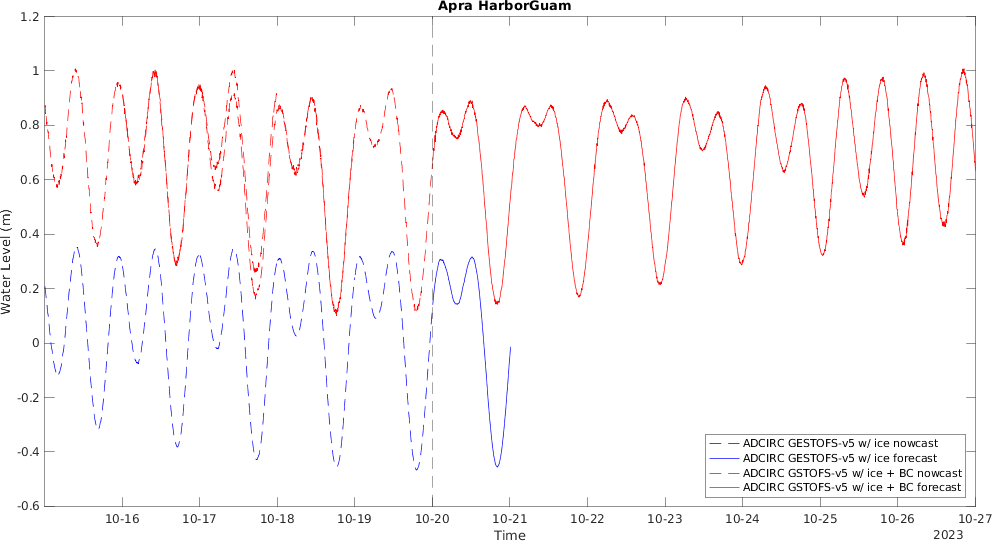 Apra HarborGuam
1.2
1
0.8
0.6
0.4
0.2
0
-0.2
-0.4
-0.6
Water Level (m)
ADCIRC GESTOFS-v5 w/ ice nowcast
ADCIRC GESTOFS-v5 w/ ice forecast
ADCIRC GSTOFS-v5 w/ ice + BC nowcast
ADCIRC GSTOFS-v5 w/ ice + BC forecast
10-16 10-17 10-18 10-19 10-20 10-21 10-22 10-23 10-24 10-25 10-26 10-27
Time
2023